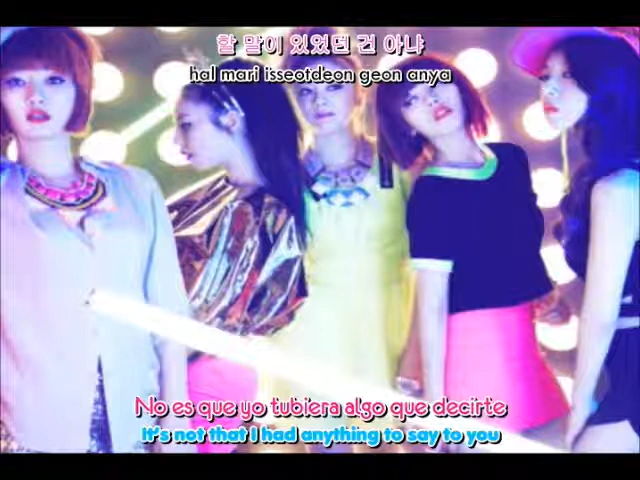 할 말이 있었던 건 아냐
hal mari isseotdeon geon anya
No es que yo tubiera algo que decirte
It's not that I had anything to say to you